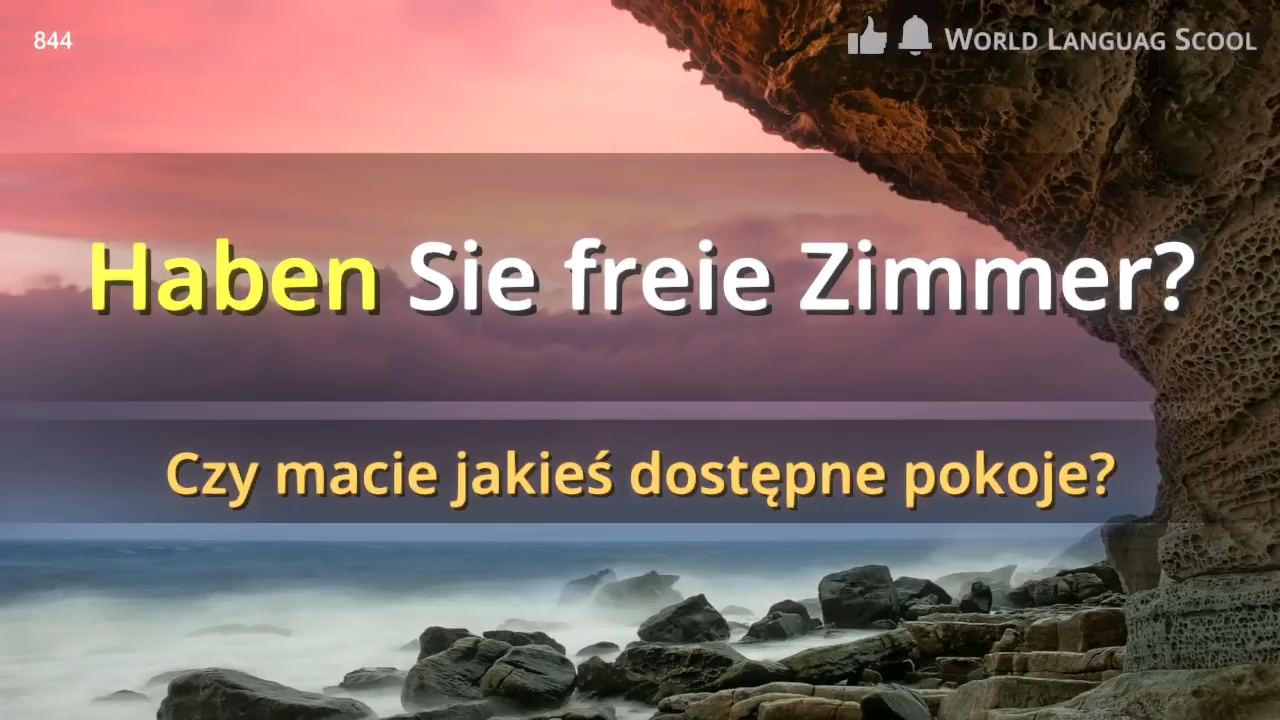 844
World Languag Scool
Haben Sie freie Zimmer?
Czy macie jakieś dostępne pokoje?